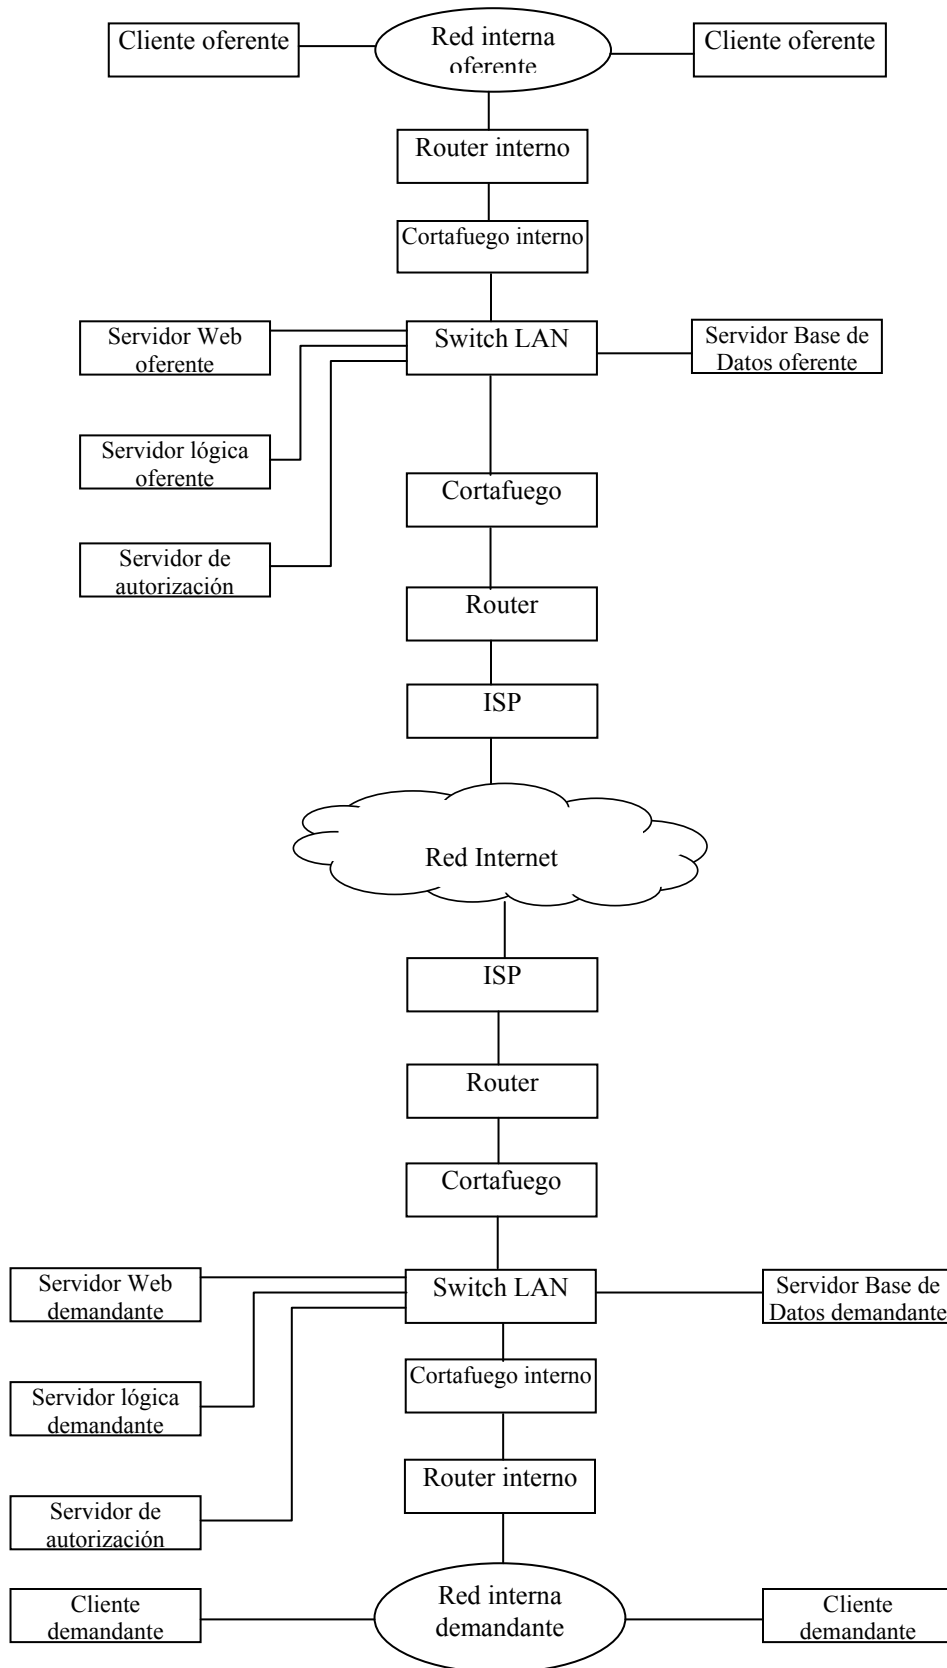 Cliente oferente
Red interna
oferente
Cliente oferente
Router interno
Cortafuego interno
Servidor Web
oferente
Switch LAN
Servidor Base de
Datos oferente
Servidor lógica
oferente
Cortafuego
Servidor de
autorización
Router
ISP
Red Internet
ISP
Router
Cortafuego
Servidor Web
demandante
Switch LAN
Servidor Base de
Datos demandante
Cortafuego interno
Servidor lógica
demandante
Router interno
Servidor de
autorización
Cliente
demandante
Red interna
demandante
Cliente
demandante